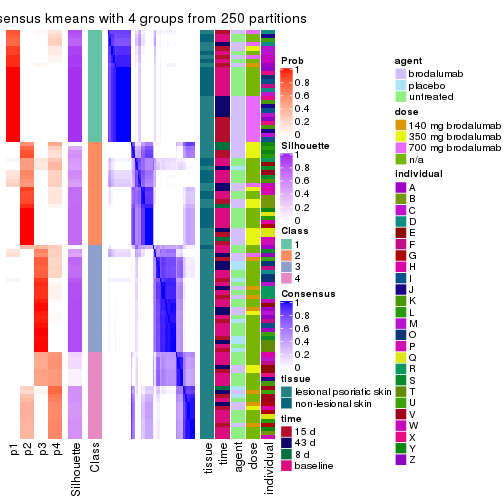 sensus kmeans with 4 groups from 250 partitions
p1
p2
p3
p4
Silhouette
Class
tissue
time
agent
dose
individual
Prob
1
0.8
0.6
0.4
0.2
0
Silhouette
1
0.8
0.6
0.4
0.2
0
Class
1
2
3
4
Consensus
1
0.8
0.6
0.4
0.2
0
tissue
lesional psoriatic skin
non-lesional skin
time
15 d
43 d
8 d
baseline
agent
brodalumab
placebo
untreated
dose
140 mg brodalumab
350 mg brodalumab
700 mg brodalumab
n/a
individual
A
B
C
D
E
F
G
H
I
J
K
L
M
O
P
Q
R
S
T
U
V
W
X
Y
Z